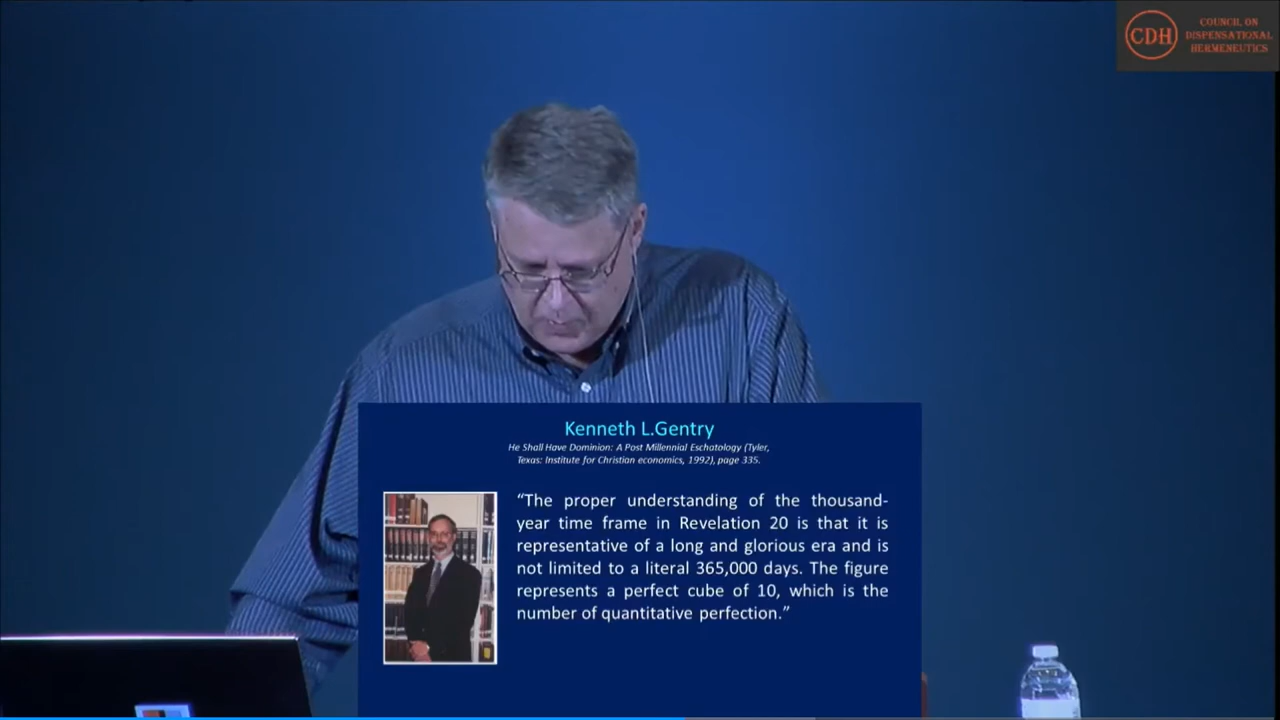 CDH
COUNCIL ON
DISPENSATIONAL
HERMENEUTICS
Kenneth L.Gentry
He Shall Have Dominion: A Post Millennial Eschatology (Tyler,
Texas: Institute for Christian economics, 1992), page 335.
“The proper understanding of the thousand-
year time frame in Revelation 20 is that it is
representative of a long and glorious era and is
not limited to a literal 365,000 days. The figure
represents a perfect cube of 10, which is the
number of quantitative perfection.”